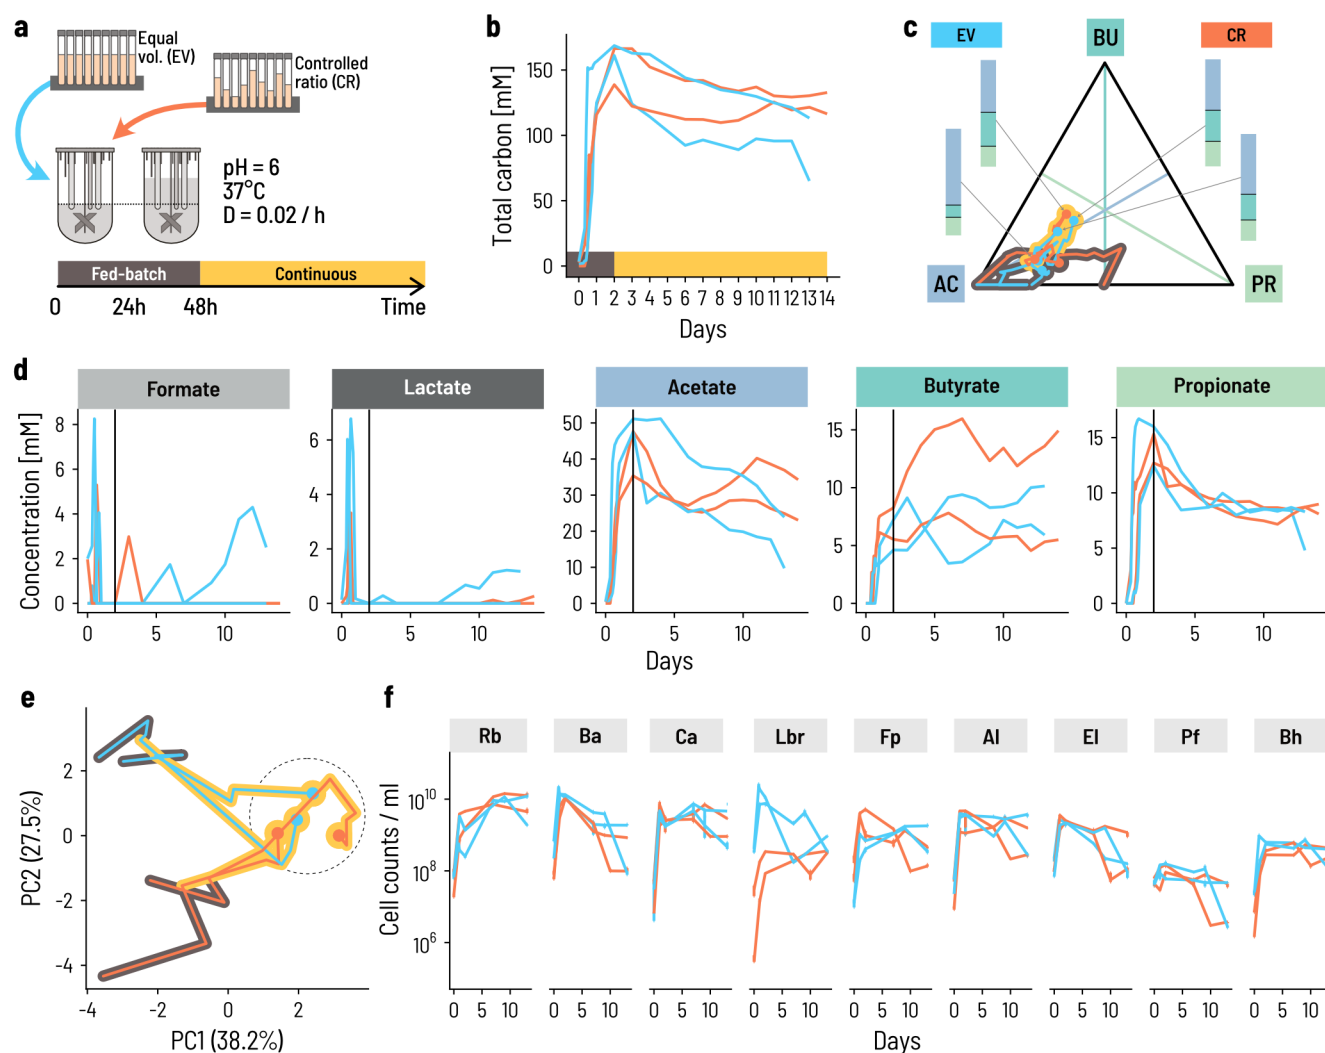 a
Equal
vol. (EV)
Controlled
ratio (CR)
pH = 6
37°C
D = 0.02 / h
Fed-batch
Continuous
0 24h 48h Time
b
Total carbon [mM]
150
100
50
0
0 1 2 3 4 5 6 7 8 9 10 11 12 13 14
Days
c
EV
BU
CR
AC
PR
d
Formate
Lactate
Acetate
Butyrate
Propionate
Concentration [mM]
8
6
4
2
0
0 5 10
6
4
2
0
0 5 10
50
40
30
20
10
0
0 10
15
10
5
0
0 5 10
15
10
5
0
0 10
Days
e
PC2 (27.5%)
2
0
-2
-4
-4 -2 0 2
PC1 (38.2%)
f
Rb Ba Ca Lbr Fp Al El Pf Bh
Cell counts / ml
10^10
10^8
10^6
0 5 10 0 5 10 0 5 10 0 5 10 0 5 10 0 5 10 0 5 10 0 5 10 0 5 10
Days